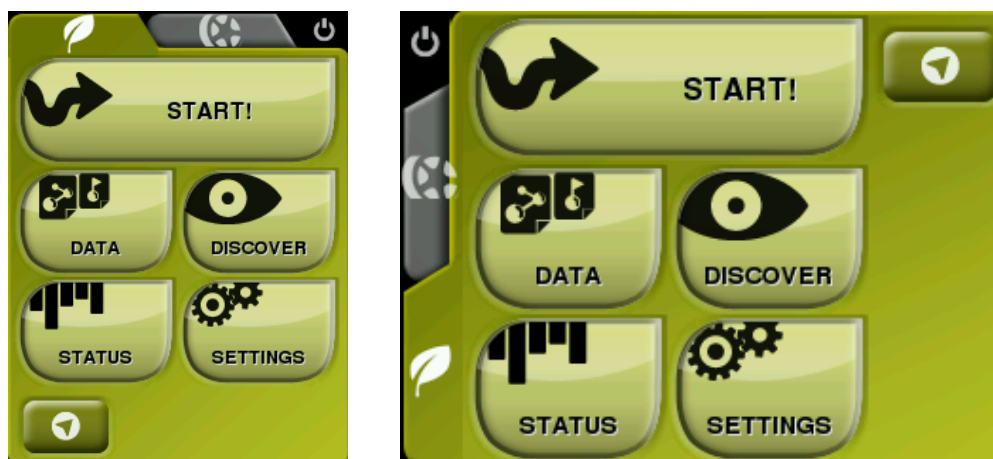 START!
DATA
DISCOVER
STATUS
SETTINGS
START!
DATA
DISCOVER
STATUS
SETTINGS